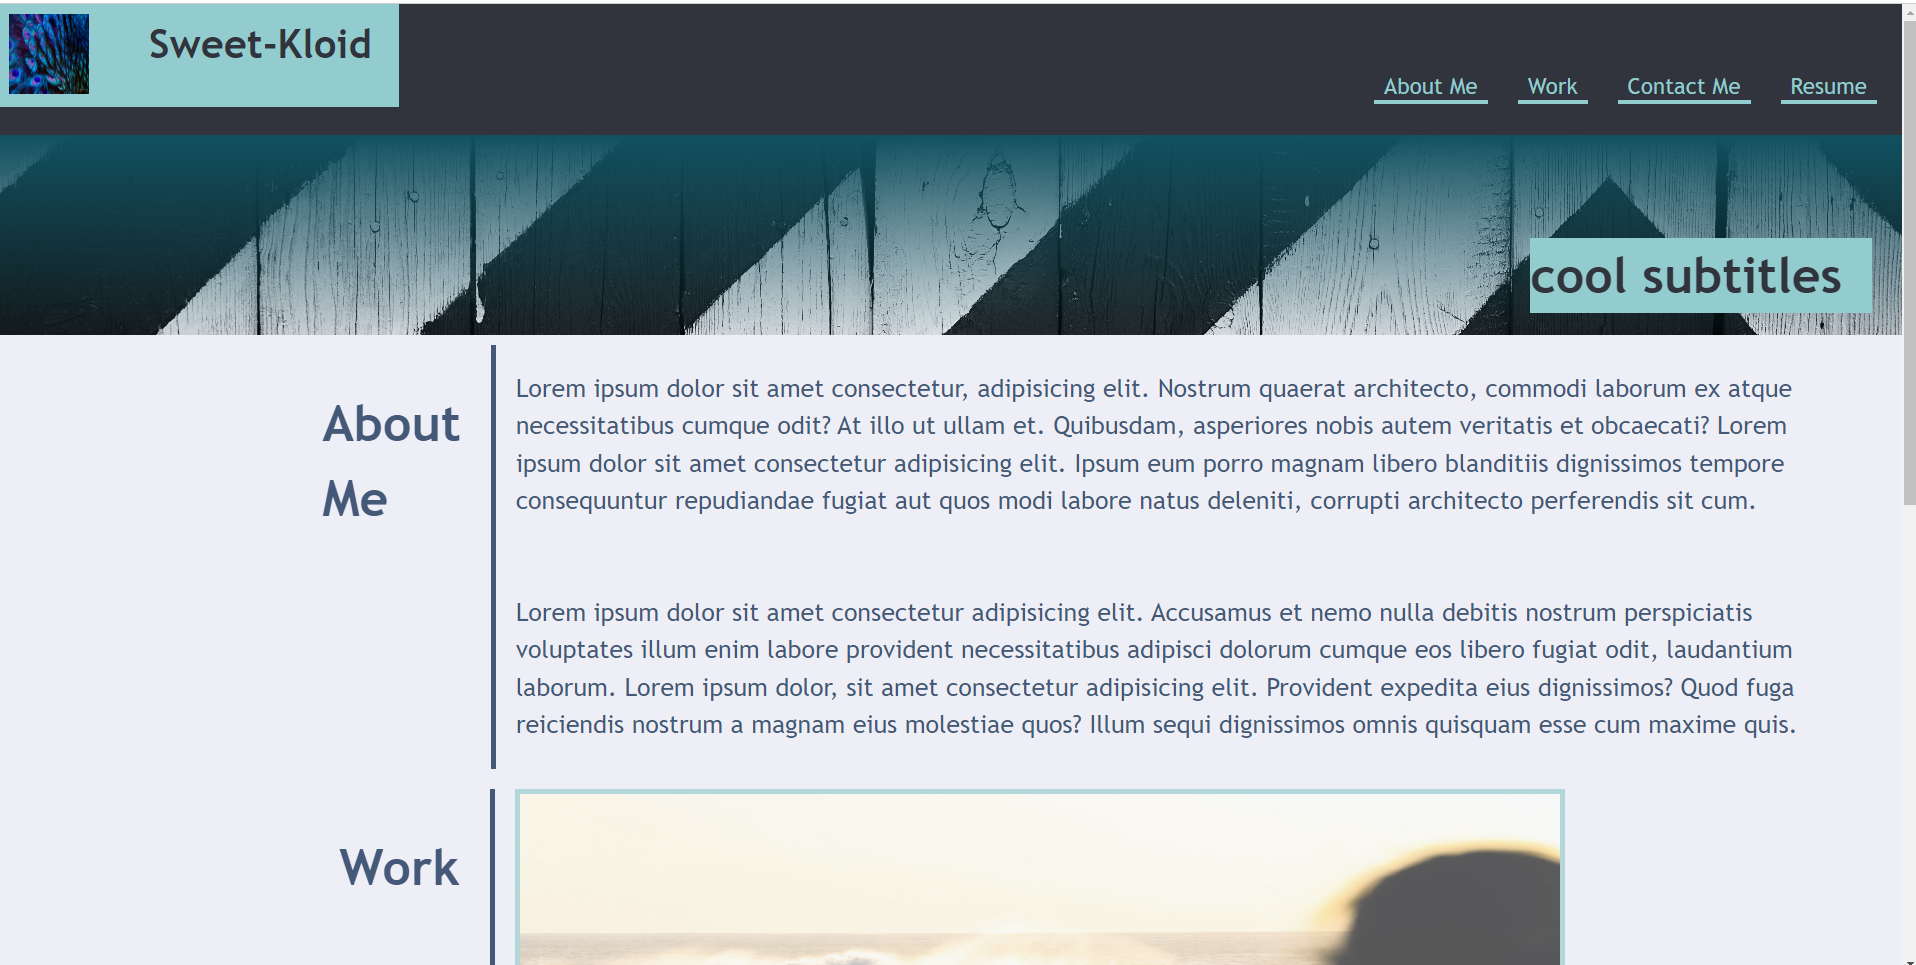 Sweet-Kloid
About Me
Work
Contact Me
Resume
cool subtitles
About
Me
Lorem ipsum dolor sit amet consectetur, adipisicing elit. Nostrum quaerat architecto, commodi laborum ex atque
necessitatibus cumque odit? At illo ut ullam et. Quibusdam, asperiores nobis autem veritatis et obcaecati? Lorem
ipsum dolor sit amet consectetur adipisicing elit. Ipsum eum porro magnam libero blanditiis dignissimos tempore
consequuntur repudiandae fugiat aut quos modi labore natus deleniti, corrupti architecto perferendis sit cum.
Lorem ipsum dolor sit amet consectetur adipisicing elit. Accusamus et nemo nulla debitis nostrum perspiciatis
voluptates illum enim labore provident necessitatibus adipisci dolorum cumque eos libero fugiat odit, laudantium
laborum. Lorem ipsum dolor, sit amet consectetur adipisicing elit. Provident expedita eius dignissimos? Quod fuga
reiciendis nostrum a magnam eius molestiae quos? Illum sequi dignissimos omnis quisquam esse cum maxime quis.
Work